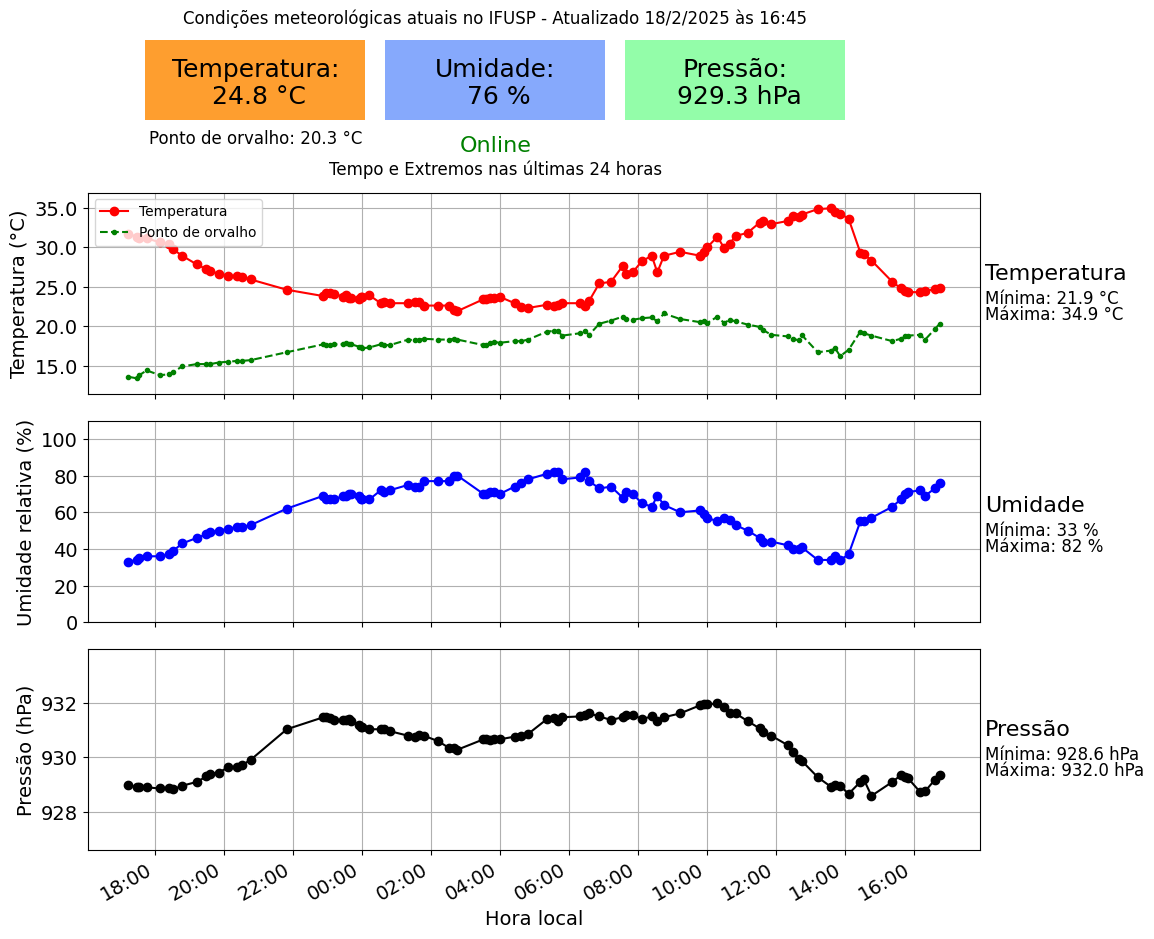 Condições meteorológicas atuais no IFUSP - Atualizado 18/2/2025 às 16:45
Temperatura:
24.8 °C
Umidade:
76 %
Pressão:
929.3 hPa
Ponto de orvalho: 20.3 °C
Online
Tempo e Extremos nas últimas 24 horas
Temperatura (°C)
35.0
30.0
25.0
20.0
15.0
Temperatura
Ponto de orvalho
Temperatura
Mínima: 21.9 °C
Máxima: 34.9 °C
Umidade relativa (%)
100
80
60
40
20
0
Umidade
Mínima: 33 %
Máxima: 82 %
Pressão (hPa)
932
930
928
Pressão
Mínima: 928.6 hPa
Máxima: 932.0 hPa
18:00
20:00
22:00
00:00
02:00
04:00
06:00
08:00
10:00
12:00
14:00
16:00
Hora local